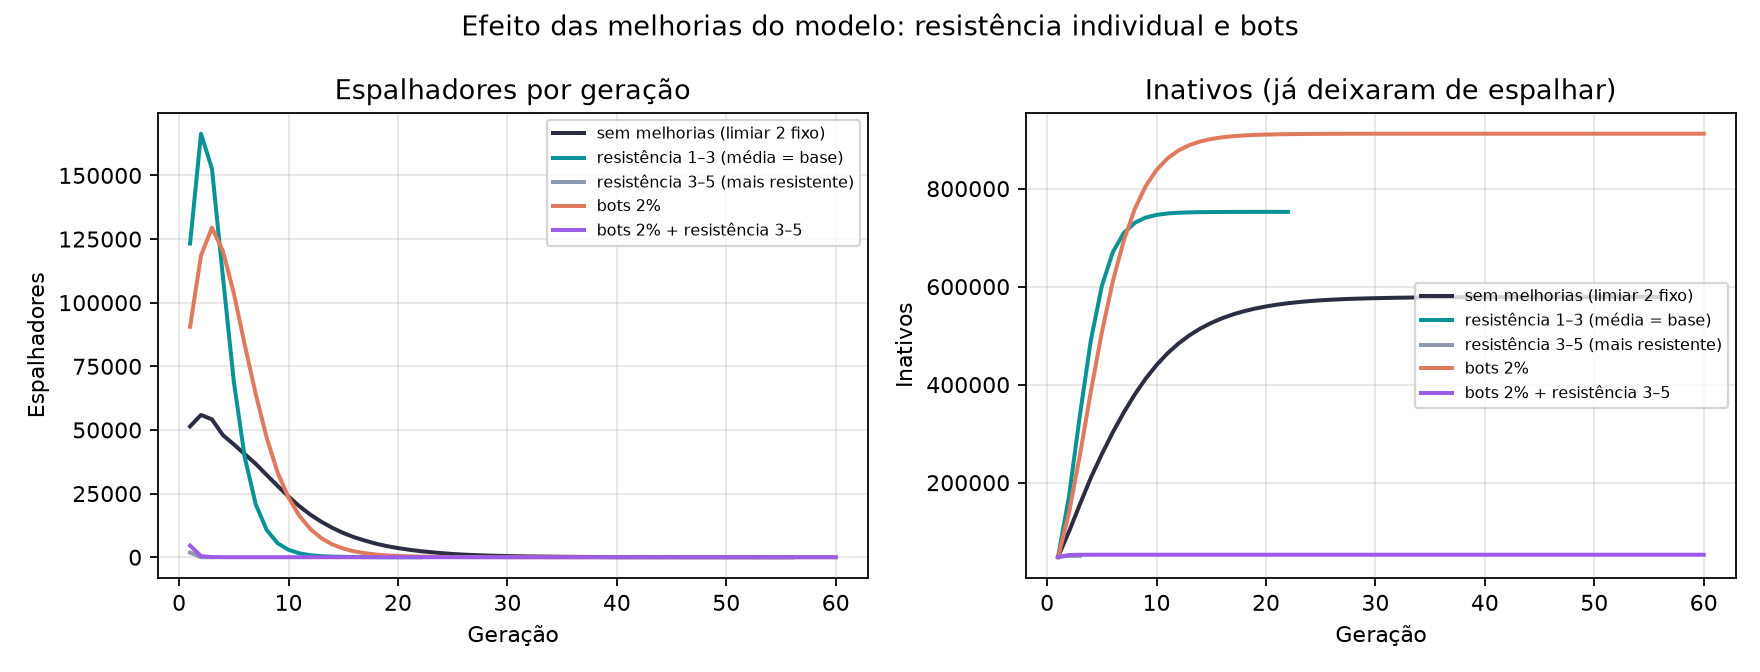 Efeito das melhorias do modelo: resistência individual e bots
Espalhadores por geração
Espalhadores
150000
125000
100000
75000
50000
25000
0
sem melhorias (limiar 2 fixo)
resistência 1–3 (média = base)
resistência 3–5 (mais resistente)
bots 2%
bots 2% + resistência 3–5
0 10 20 30 40 50 60
Geração
Inativos (já deixaram de espalhar)
Inativos
800000
600000
400000
200000
sem melhorias (limiar 2 fixo)
resistência 1–3 (média = base)
resistência 3–5 (mais resistente)
bots 2%
bots 2% + resistência 3–5
0 10 20 30 40 50 60
Geração